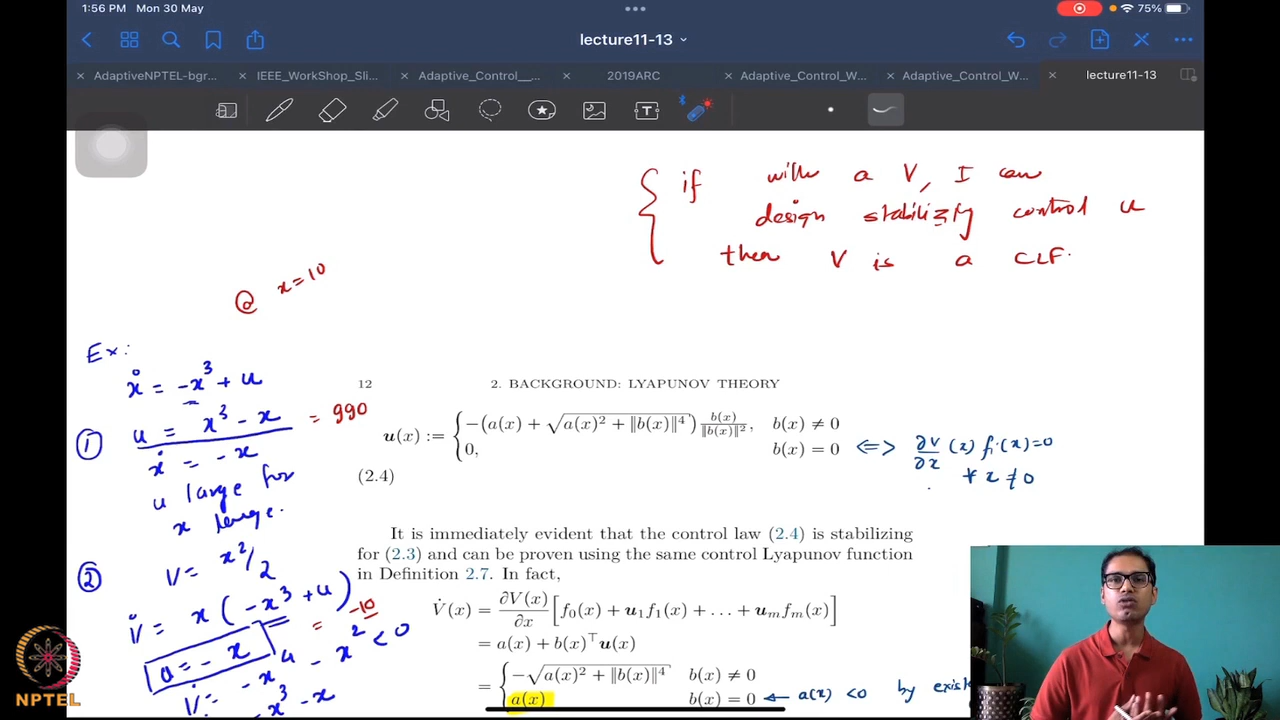 1:56 PM Mon 30 May
75%
lecture11-13
AdaptiveNPTEL-bgr...
IEEE_WorkShop_Sli...
Adaptive_Control__...
2019ARC
Adaptive_Control_W...
Adaptive_Control_W...
lecture11-13
if with a V, I can
design stabilizing control u
then V is a CLF.
@ x=10
Ex:
ẋ = -x³ + u
① u = x³ - x = 990
ẋ = -x
u large for
x large.
② V = x²/2
V̇ = x(-x³ + u)
u = -x = -10
V̇ = -x⁴ - x² < 0
-x³ - x
12 2. BACKGROUND: LYAPUNOV THEORY
u(x) := { -(a(x) + √(a(x)² + ‖b(x)‖⁴)) b(x)/‖b(x)‖², b(x) ≠ 0
0, b(x) = 0 ⟺ ∂V/∂x (x) fᵢ(x) = 0
∀ x ≠ 0
(2.4)
It is immediately evident that the control law (2.4) is stabilizing
for (2.3) and can be proven using the same control Lyapunov function
in Definition 2.7. In fact,
V̇(x) = ∂V(x)/∂x [f₀(x) + u₁f₁(x) + . . . + uₘfₘ(x)]
= a(x) + b(x)ᵀu(x)
= { -√(a(x)² + ‖b(x)‖⁴) b(x) ≠ 0
a(x) b(x) = 0 ← a(x) < 0 by
NPTEL